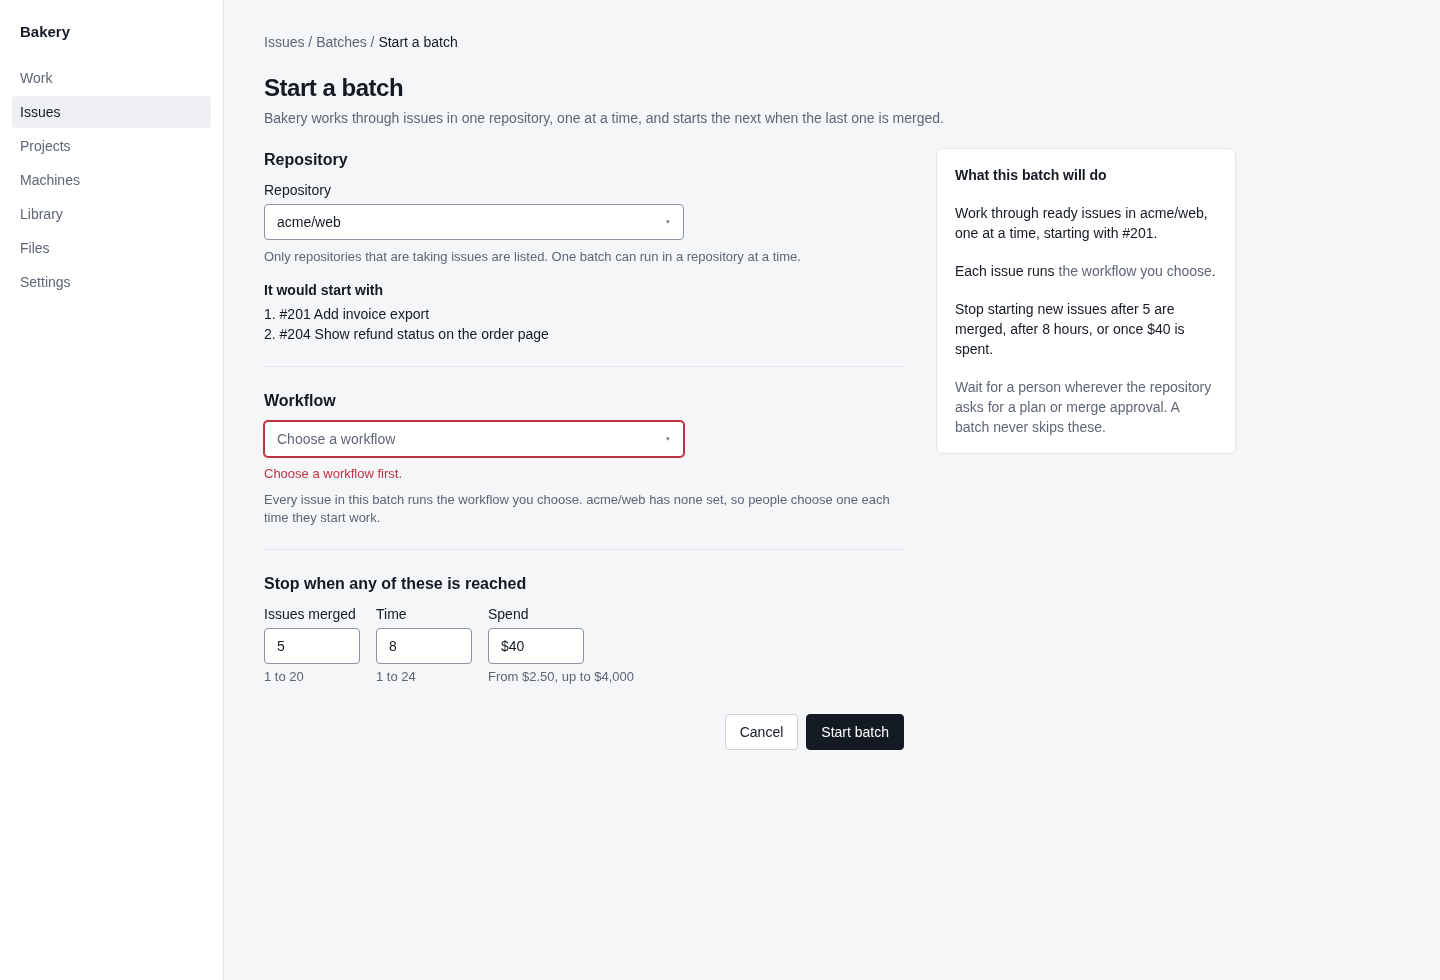 Bakery
Work
Issues
Projects
Machines
Library
Files
Settings
Issues / Batches / Start a batch
Start a batch
Bakery works through issues in one repository, one at a time, and starts the next when the last one is merged.
Repository
Repository
acme/web
Only repositories that are taking issues are listed. One batch can run in a repository at a time.
It would start with
1. #201 Add invoice export
2. #204 Show refund status on the order page
Workflow
Choose a workflow
Choose a workflow first.
Every issue in this batch runs the workflow you choose. acme/web has none set, so people choose one each
time they start work.
Stop when any of these is reached
Issues merged Time Spend
5 8 $40
1 to 20 1 to 24 From $2.50, up to $4,000
Cancel Start batch
What this batch will do
Work through ready issues in acme/web,
one at a time, starting with #201.
Each issue runs the workflow you choose.
Stop starting new issues after 5 are
merged, after 8 hours, or once $40 is
spent.
Wait for a person wherever the repository
asks for a plan or merge approval. A
batch never skips these.